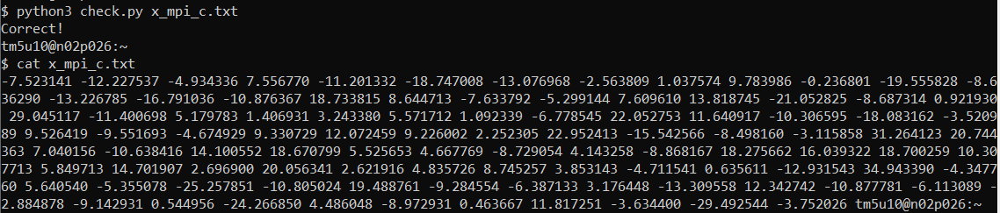 $ python3 check.py x_mpi_c.txt
Correct!
tm5u10@n02p026:~
$ cat x_mpi_c.txt
-7.523141 -12.227537 -4.934336 7.556770 -11.201332 -18.747008 -13.076968 -2.563809 1.037574 9.783986 -0.236801 -19.555828 -8.6
36290 -13.226785 -16.791036 -10.876367 18.733815 8.644713 -7.633792 -5.299144 7.609610 13.818745 -21.052825 -8.687314 0.921930
 29.045117 -11.400698 5.179783 1.406931 3.243380 5.571712 1.092339 -6.778545 22.052753 11.640917 -10.306595 -18.083162 -3.5209
89 9.526419 -9.551693 -4.674929 9.330729 12.072459 9.226002 2.252305 22.952413 -15.542566 -8.498160 -3.115858 31.264123 20.744
363 7.040156 -10.638416 14.100552 18.670799 5.525653 4.667769 -8.729054 4.143258 -8.868167 18.275662 16.039322 18.700259 10.30
7713 5.849713 14.701907 2.696900 20.056341 2.621916 4.835726 8.745257 3.853143 -4.711541 0.635611 -12.931543 34.943390 -4.3477
60 5.640540 -5.355078 -25.257851 -10.805024 19.488761 -9.284554 -6.387133 3.176448 -13.309558 12.342742 -10.877781 -6.113089 -
2.884878 -9.142931 0.544956 -24.266850 4.486048 -8.972931 0.463667 11.817251 -3.634400 -29.492544 -3.752026 tm5u10@n02p026:~